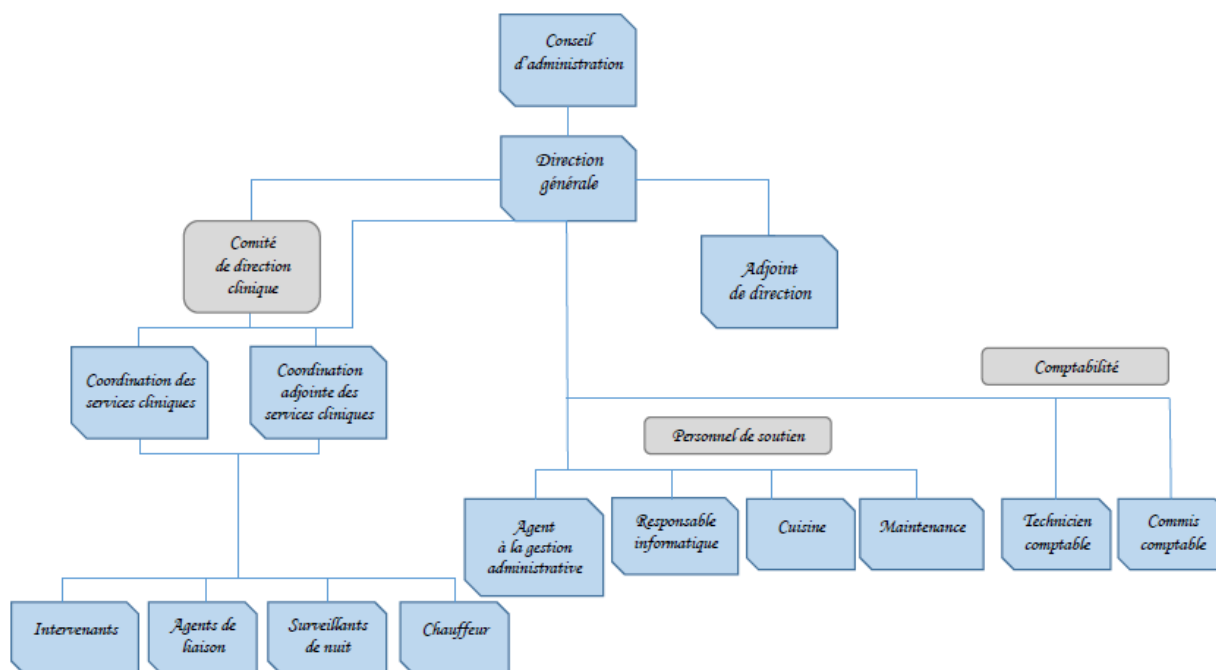 Conseil
d'administration
Direction
générale
Comité
de direction
clinique
Adjoint
de direction
Coordination des
services cliniques
Coordination
adjointe des
services cliniques
Comptabilité
Personnel de soutien
Agent
à la gestion
administrative
Responsable
informatique
Cuisine
Maintenance
Technicien
comptable
Commis
comptable
Intervenants
Agents de
liaison
Surveillants
de nuit
Chauffeur